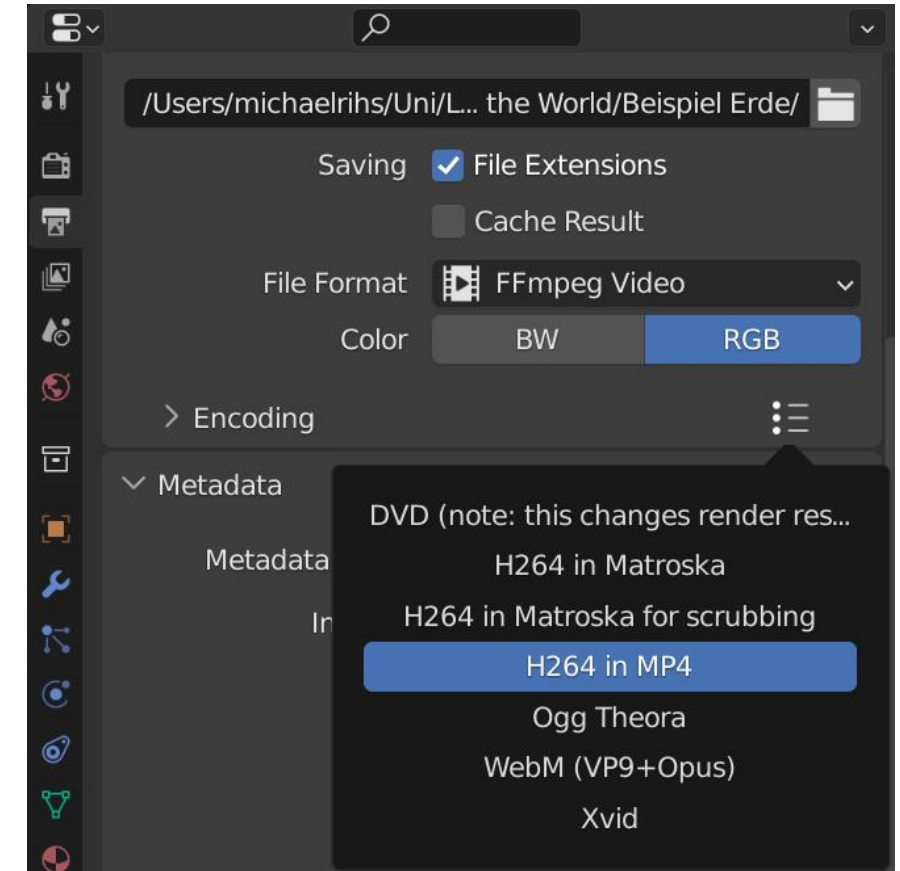 /Users/michaelrihs/Uni/L... the World/Beispiel Erde/
Saving File Extensions
Cache Result
File Format FFmpeg Video
Color BW RGB
Encoding
Metadata
DVD (note: this changes render res...
Metadata
H264 in Matroska
In
H264 in Matroska for scrubbing
H264 in MP4
Ogg Theora
WebM (VP9+Opus)
Xvid